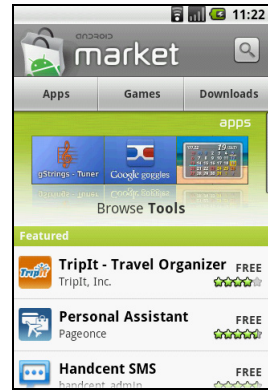 11:22
ANDROID
market
Apps Games Downloads
apps
gStrings - Tuner Google goggles
Browse Tools
Featured
TripIt - Travel Organizer FREE
TripIt, Inc.
Personal Assistant FREE
Pageonce
Handcent SMS FREE
handcent_admin